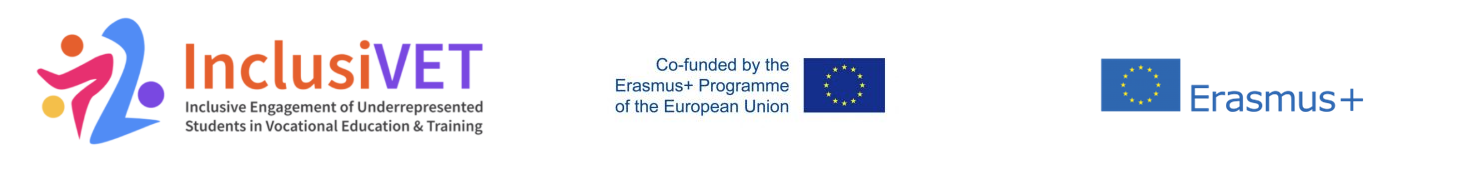 InclusiVET
Inclusive Engagement of Underrepresented
Students in Vocational Education & Training
Co-funded by the
Erasmus+ Programme
of the European Union
Erasmus+